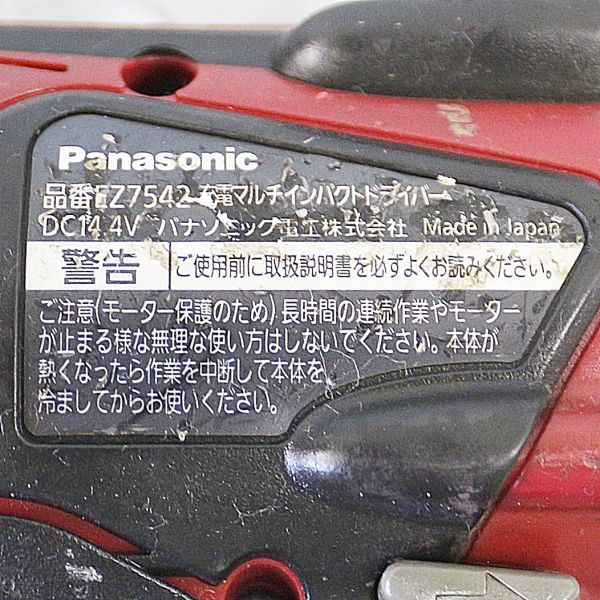 Panasonic
品番EZ7542 充電マルチインパクトドライバー
DC14.4V パナソニック電工株式会社 Made in Japan
警告 ご使用前に取扱説明書を必ずよくお読みください。
ご注意(モーター保護のため)長時間の連続作業やモーター
が止まる様な無理な使い方はしないでください。本体が
熱くなったら作業を中断して本体を
冷ましてからお使いください。